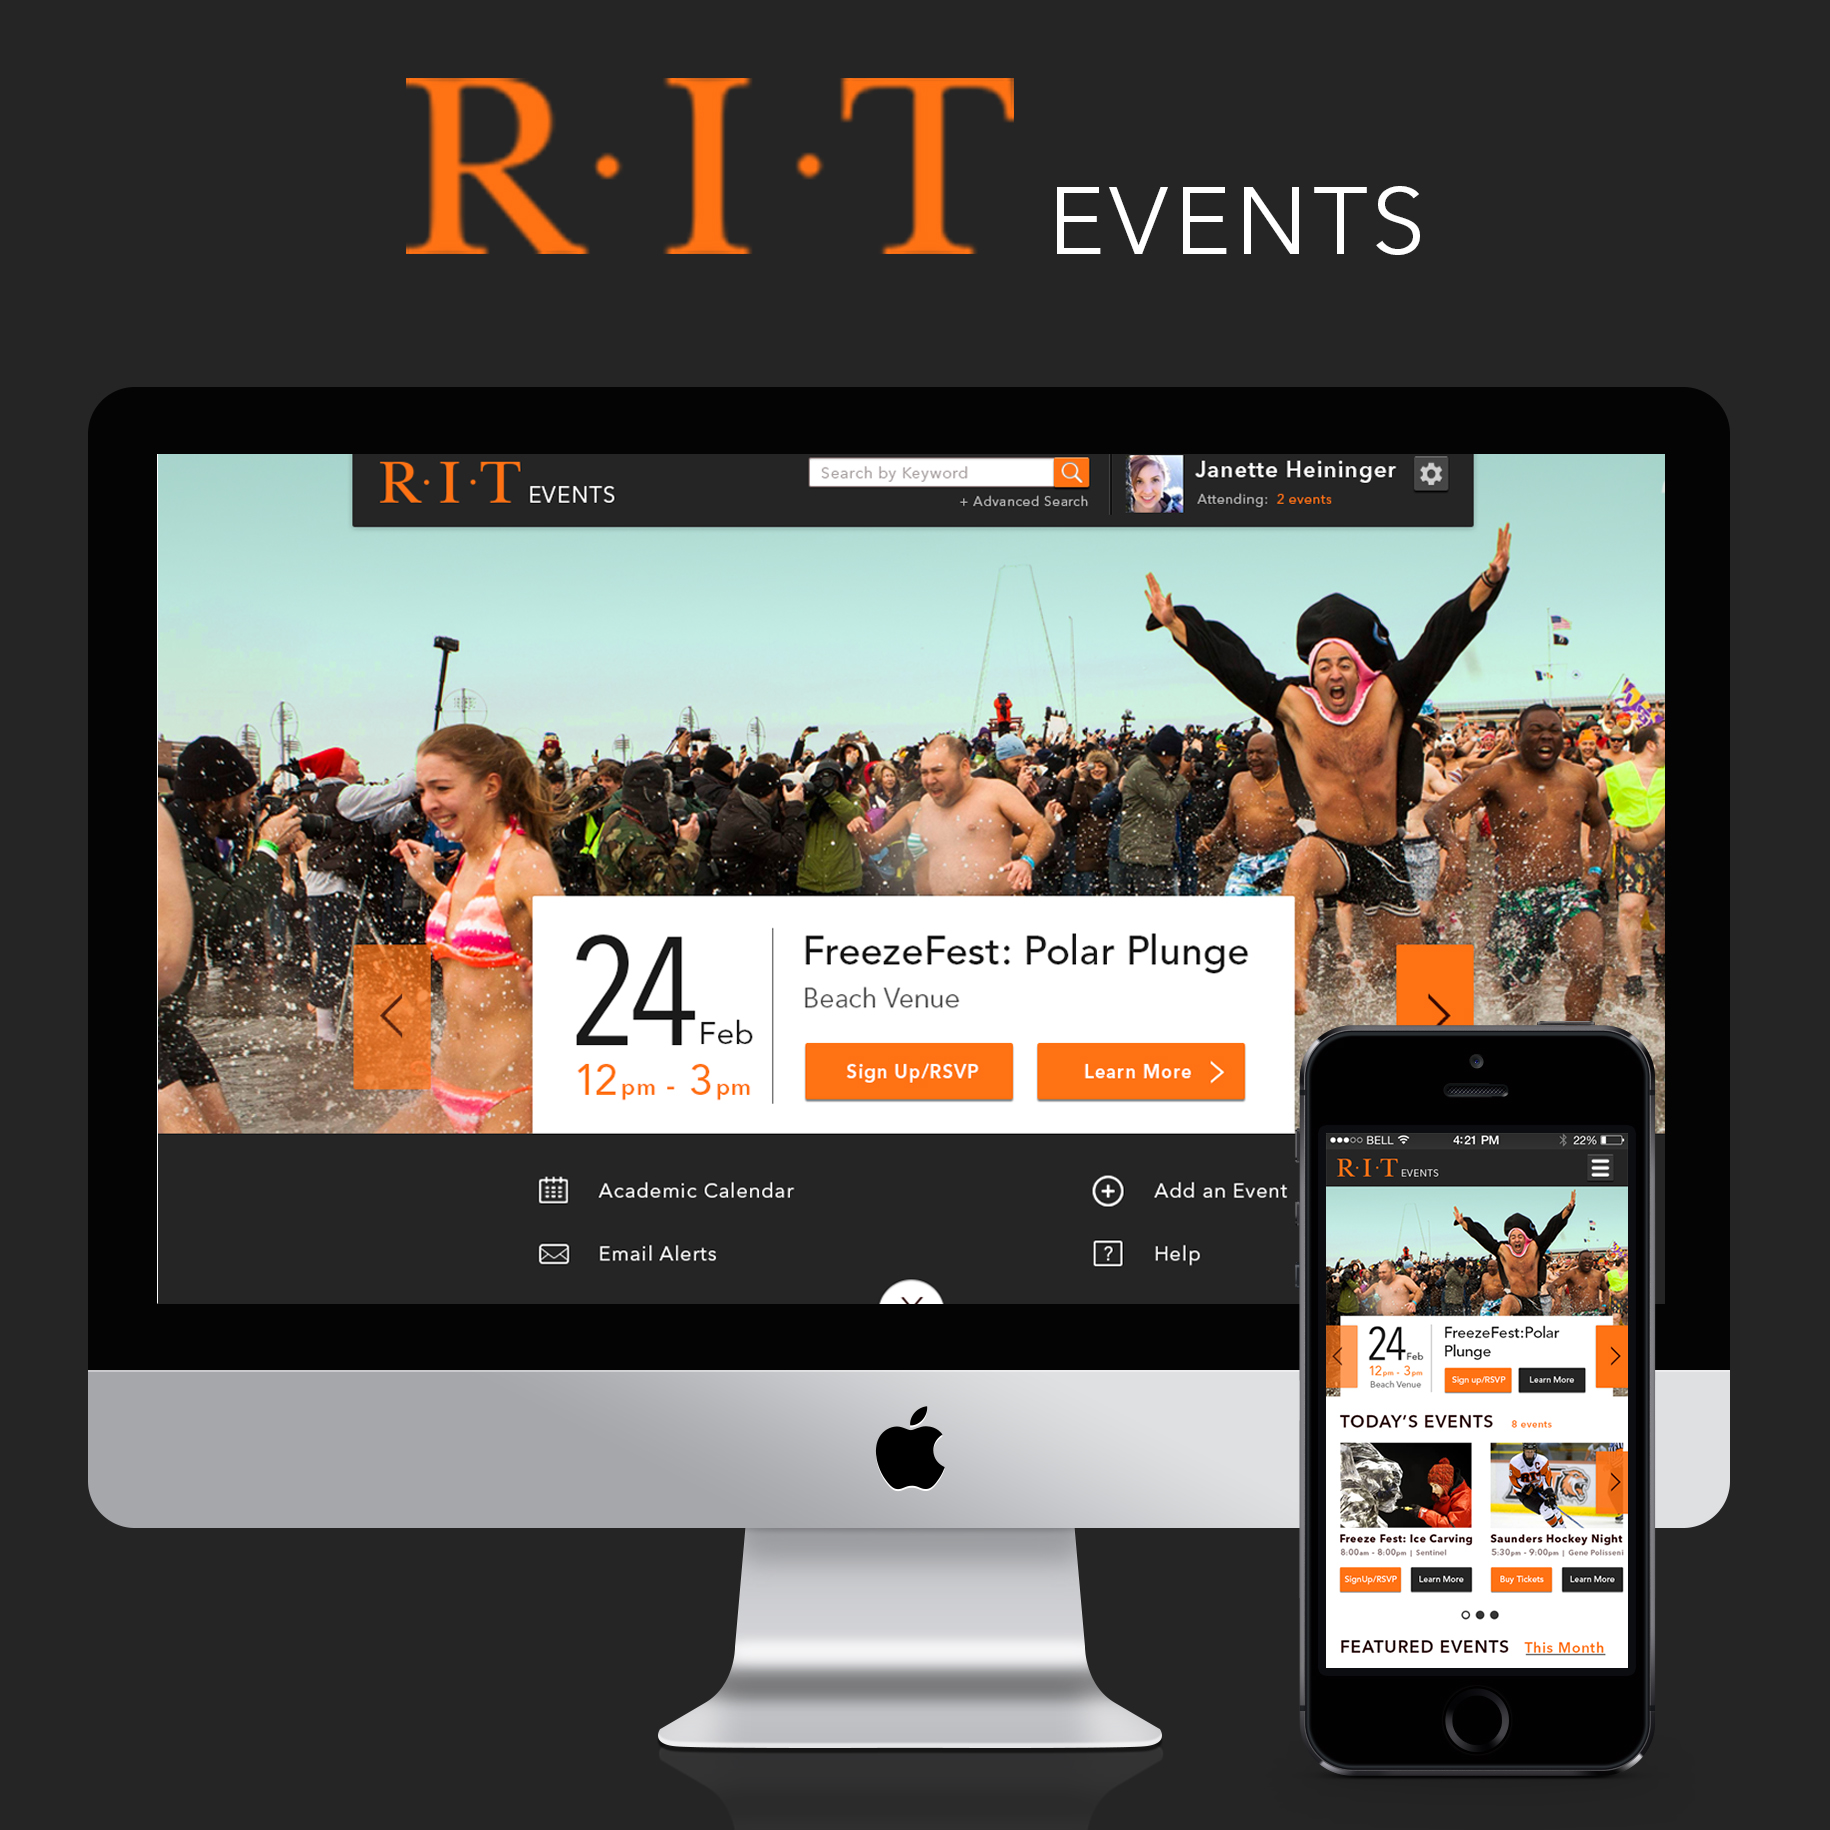 R·I·T EVENTS
R·I·T EVENTS
Search by Keyword
+ Advanced Search
Janette Heininger
Attending: 2 events
24 Feb
12pm - 3pm
FreezeFest: Polar Plunge
Beach Venue
Sign Up/RSVP
Learn More
Academic Calendar
Add an Event
Email Alerts
? Help
BELL 4:21 PM 22%
R·I·T EVENTS
24 Feb
12pm - 3pm
Beach Venue
FreezeFest:Polar
Plunge
Sign up/RSVP
Learn More
TODAY'S EVENTS 8 events
Freeze Fest: Ice Carving
8:00am - 8:00pm | Sentinel
SignUp/RSVP
Learn More
Saunders Hockey Night
5:30pm - 9:00pm | Gene Polisseni
Buy Tickets
Learn More
FEATURED EVENTS This Month